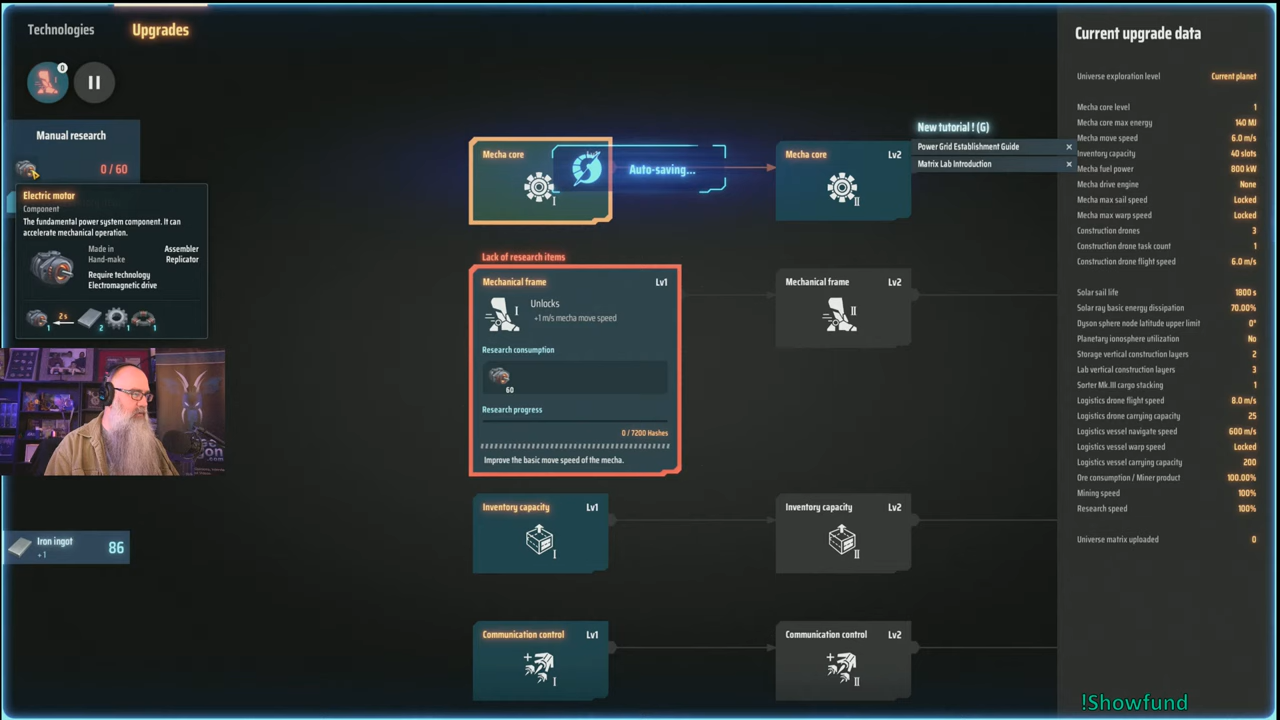 Technologies
Upgrades
0
Manual research
0 / 60
Electric motor
Component
The fundamental power system component. It can
accelerate mechanical operation.
Made in Assembler
Hand-make Replicator
Require technology
Electromagnetic drive
1 2s 2 1 1
Iron ingot
+1
86
Mecha core
I
Auto-saving...
Mecha core Lv2
II
New tutorial ! (G)
Power Grid Establishment Guide ×
Matrix Lab Introduction ×
Lack of research items
Mechanical frame Lv1
I
Unlocks
+1 m/s mecha move speed
Research consumption
60
Research progress
0 / 7200 Hashes
Improve the basic move speed of the mecha.
Mechanical frame Lv2
II
Inventory capacity Lv1
I
Inventory capacity Lv2
II
Communication control Lv1
I
Communication control Lv2
II
Current upgrade data
Universe exploration level Current planet
Mecha core level 1
Mecha core max energy 140 MJ
Mecha move speed 6.0 m/s
Inventory capacity 40 slots
Mecha fuel power 800 kW
Mecha drive engine None
Mecha max sail speed Locked
Mecha max warp speed Locked
Construction drones 3
Construction drone task count 1
Construction drone flight speed 6.0 m/s
Solar sail life 1800 s
Solar ray basic energy dissipation 70.00%
Dyson sphere node latitude upper limit 0°
Planetary ionosphere utilization No
Storage vertical construction layers 2
Lab vertical construction layers 3
Sorter Mk.III cargo stacking 1
Logistics drone flight speed 8.0 m/s
Logistics drone carrying capacity 25
Logistics vessel navigate speed 600 m/s
Logistics vessel warp speed Locked
Logistics vessel carrying capacity 200
Ore consumption / Miner product 100.00%
Mining speed 100%
Research speed 100%
Universe matrix uploaded 0
!Showfund